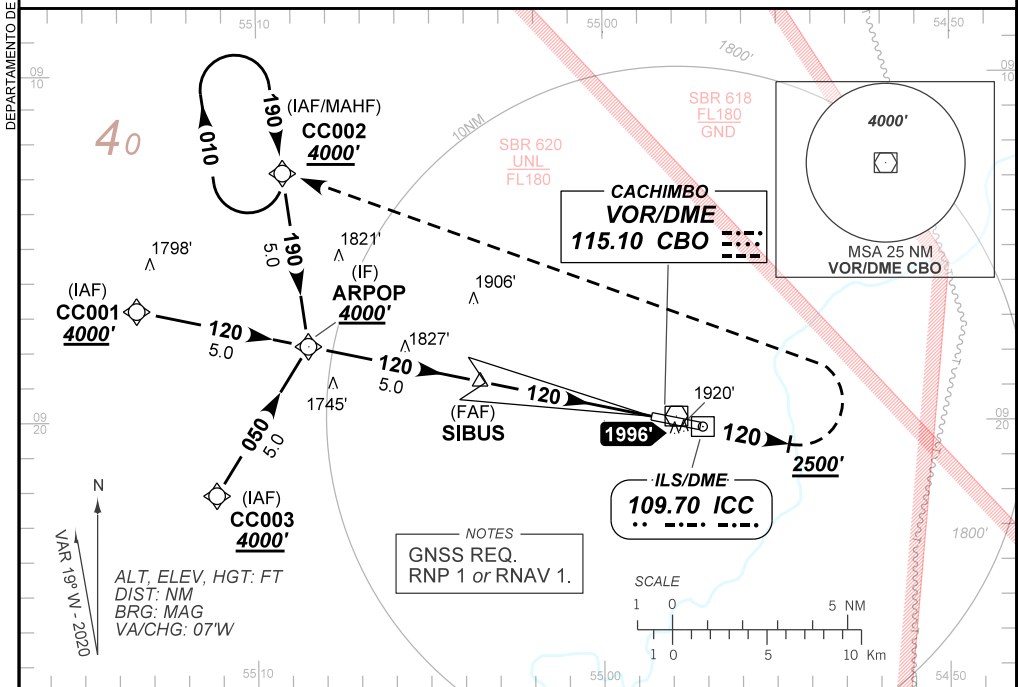 DEPARTAMENTO DE
55 10
55 00
54 50
09
10
09
10
1800'
10NM
40
190
010
(IAF/MAHF)
CC002
4000'
SBR 618
FL180
GND
SBR 620
UNL
FL180
4000'
MSA 25 NM
VOR/DME CBO
CACHIMBO
VOR/DME
115.10 CBO
190
5.0
1821'
1798'
(IF)
ARPOP
4000'
1906'
(IAF)
CC001
4000'
120
5.0
1827'
120
5.0
1745'
120
1920'
(FAF)
SIBUS
09
20
09
20
1996'
120
2500'
050
5.0
ILS/DME
109.70 ICC
(IAF)
CC003
4000'
N
VAR 19º W - 2020
NOTES
GNSS REQ.
RNP 1 or RNAV 1.
1800'
ALT, ELEV, HGT: FT
DIST: NM
BRG: MAG
VA/CHG: 07'W
SCALE
1 0 5 NM
1 0 5 10 Km
55 10
55 00
54 50